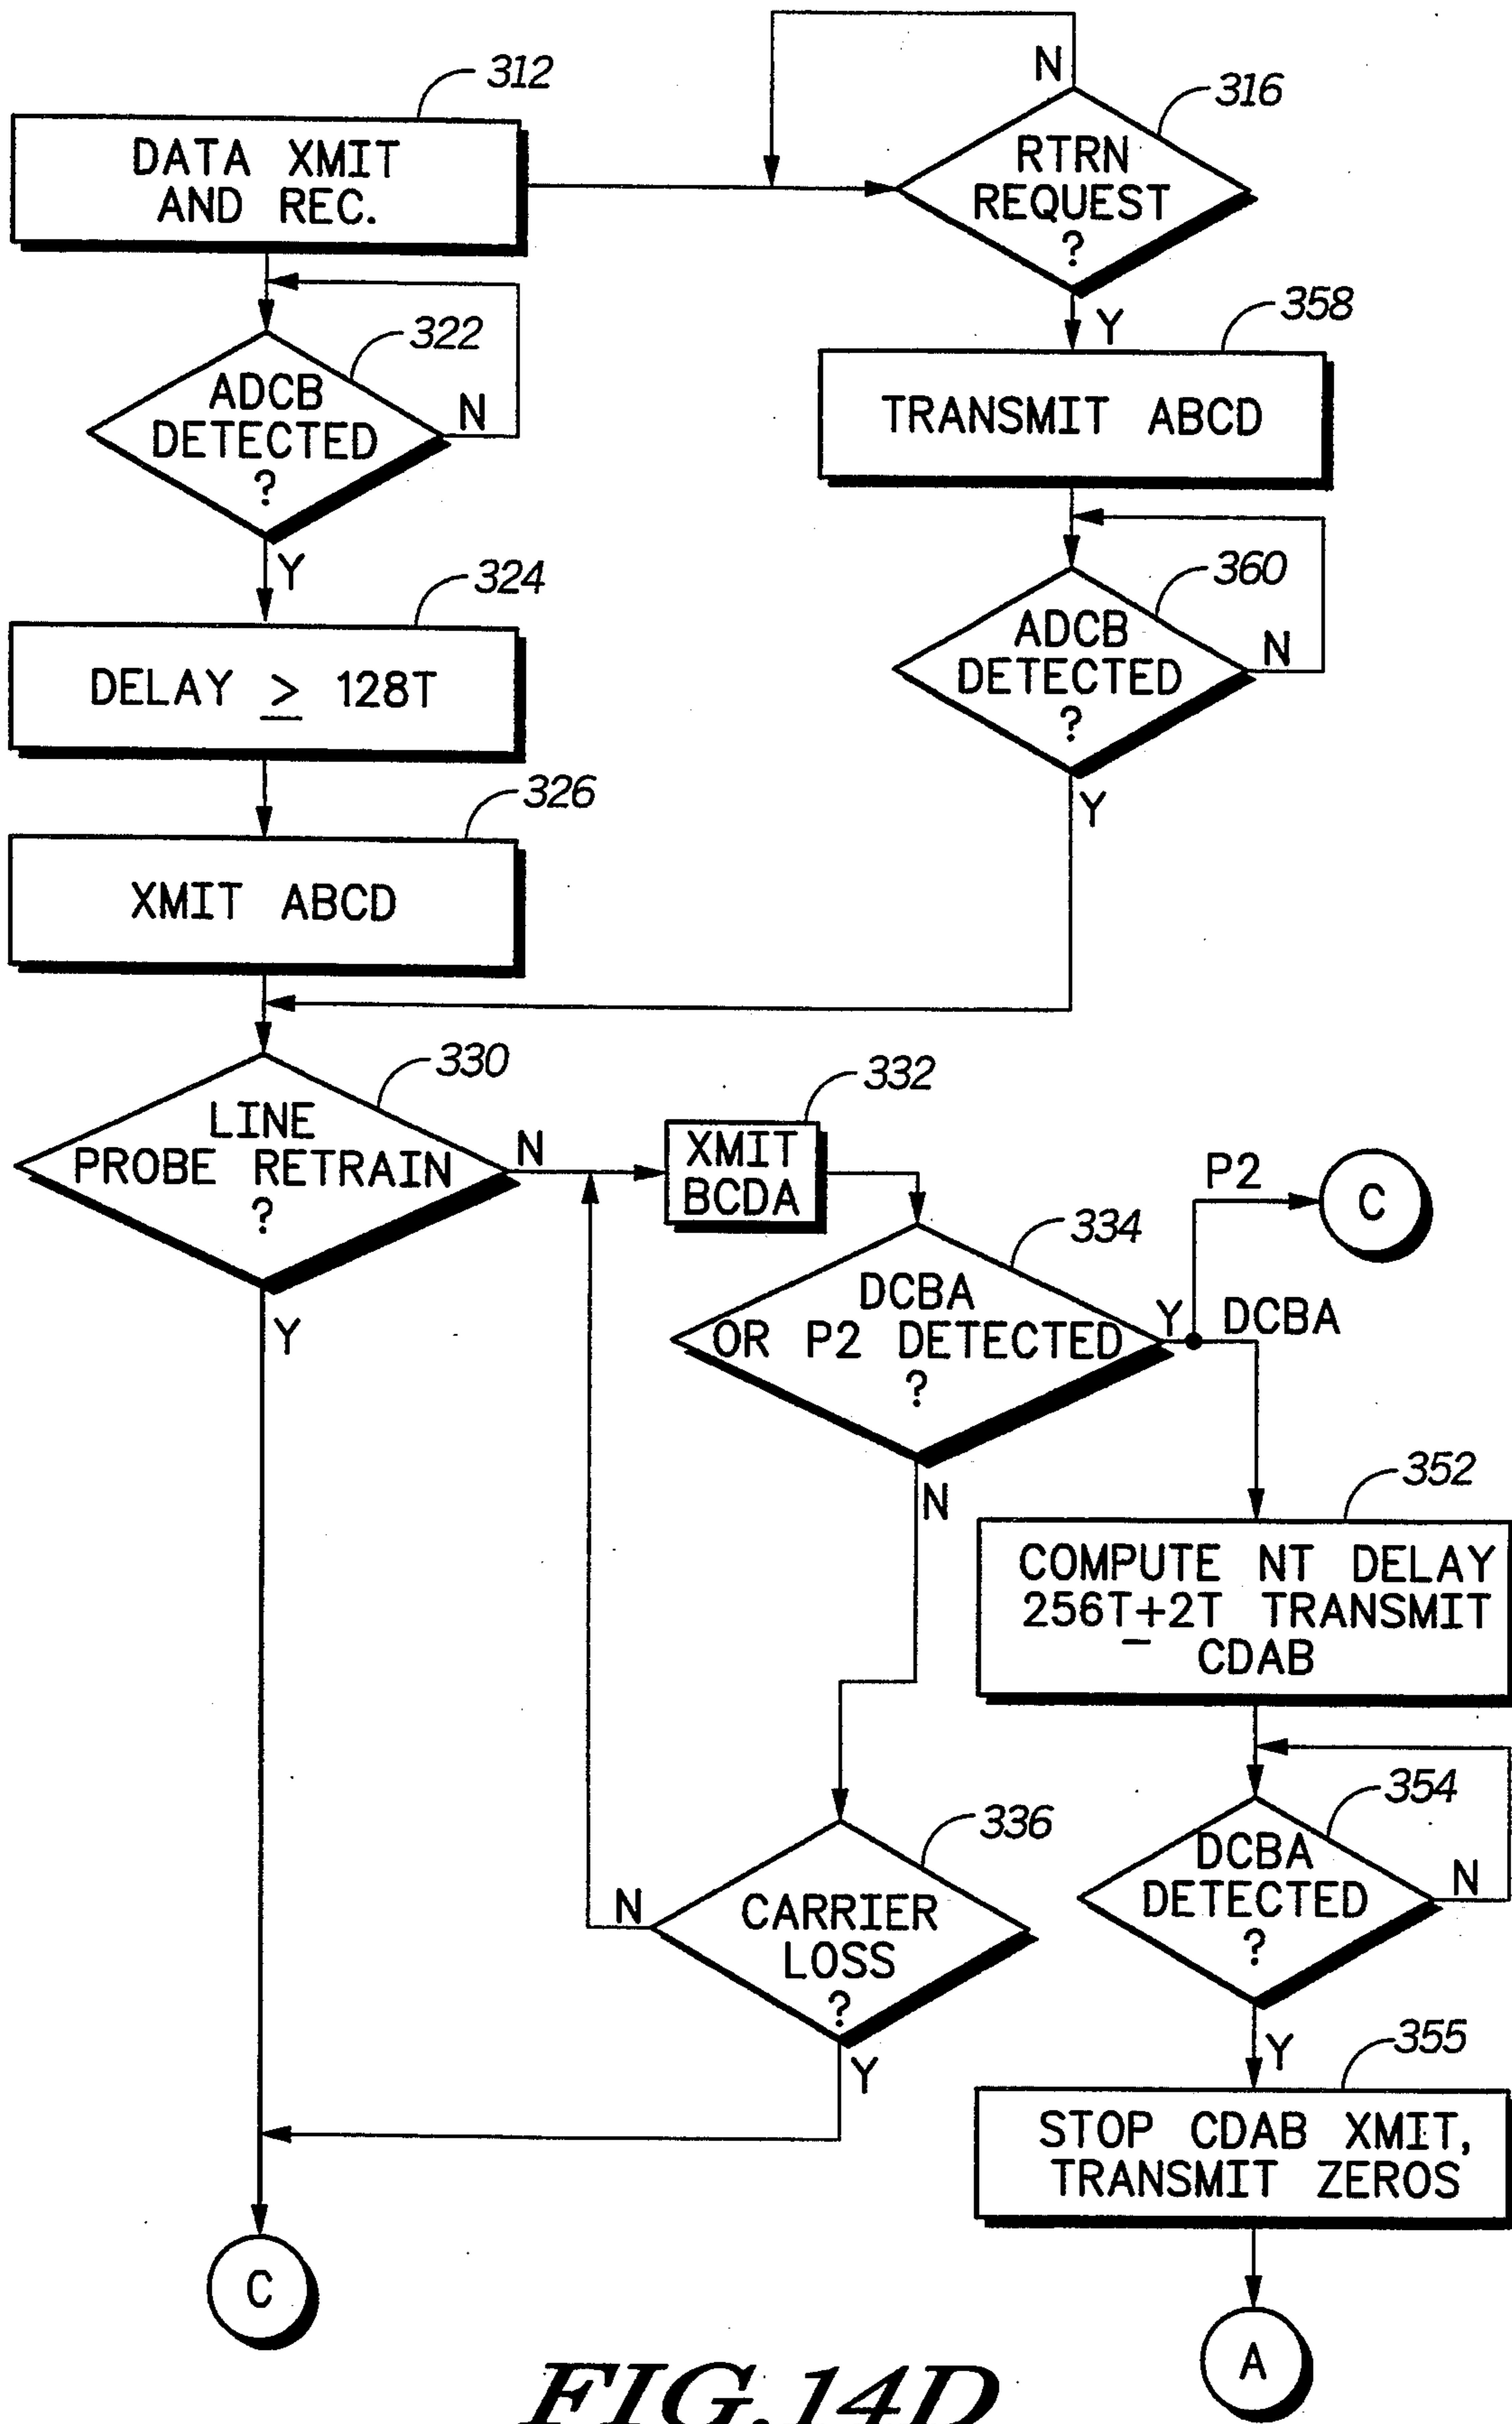 312
DATA XMIT
AND REC.
N
316
RTRN
REQUEST
?
Y
358
TRANSMIT ABCD
322
ADCB
DETECTED
?
N
Y
360
ADCB
DETECTED
?
N
Y
324
DELAY ≥ 128T
326
XMIT ABCD
330
LINE
PROBE RETRAIN
?
N
Y
332
XMIT
BCDA
334
DCBA
OR P2 DETECTED
?
Y
P2
C
DCBA
N
352
COMPUTE NT DELAY
256T±2T TRANSMIT
CDAB
354
DCBA
DETECTED
?
N
Y
336
CARRIER
LOSS
?
N
Y
355
STOP CDAB XMIT,
TRANSMIT ZEROS
C
A
FIG.14D